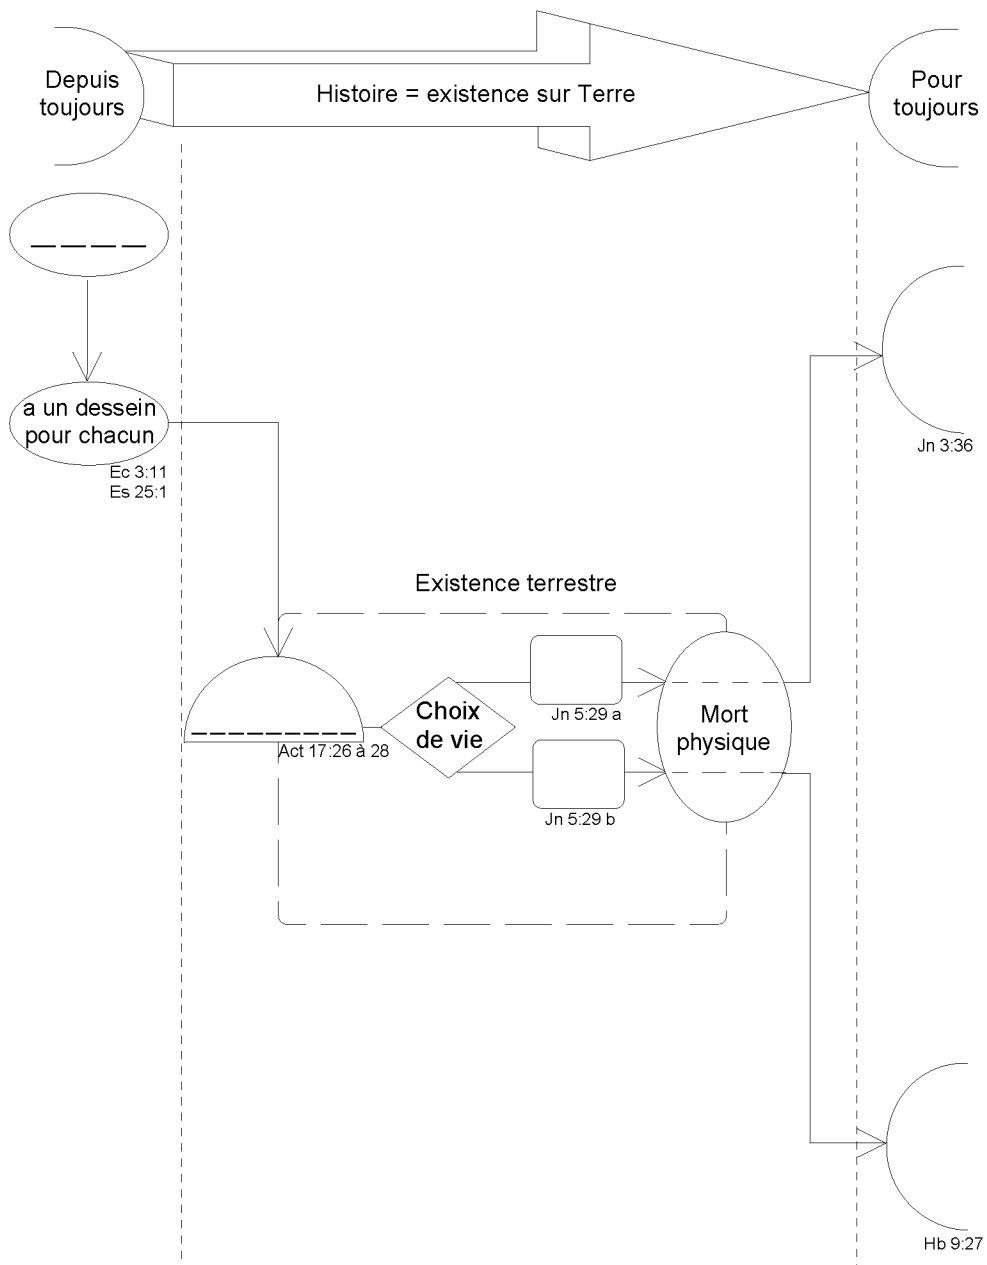 Depuis
toujours
Histoire = existence sur Terre
Pour
toujours
_ _ _ _
a un dessein
pour chacun
Ec 3:11
Es 25:1
Jn 3:36
Existence terrestre
_ _ _ _ _ _ _ _ _
Act 17:26 à 28
Choix
de vie
Jn 5:29 a
Jn 5:29 b
Mort
physique
Hb 9:27